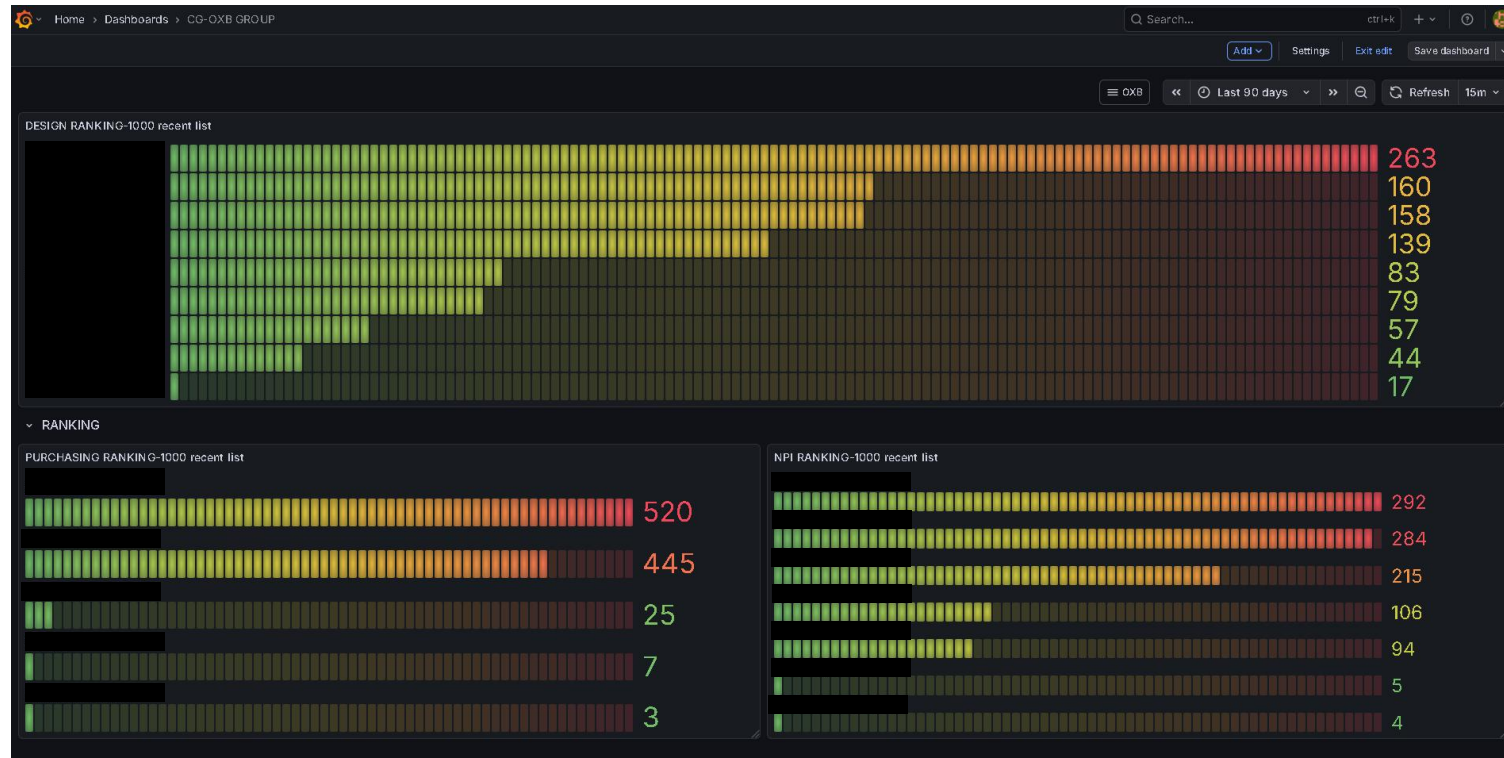 Home › Dashboards › CG-OXB GROUP
Search... ctrl+k
Add Settings Exit edit Save dashboard
OXB Last 90 days Refresh 15m
DESIGN RANKING-1000 recent list
263
160
158
139
83
79
57
44
17
RANKING
PURCHASING RANKING-1000 recent list
520
445
25
7
3
NPI RANKING-1000 recent list
292
284
215
106
94
5
4